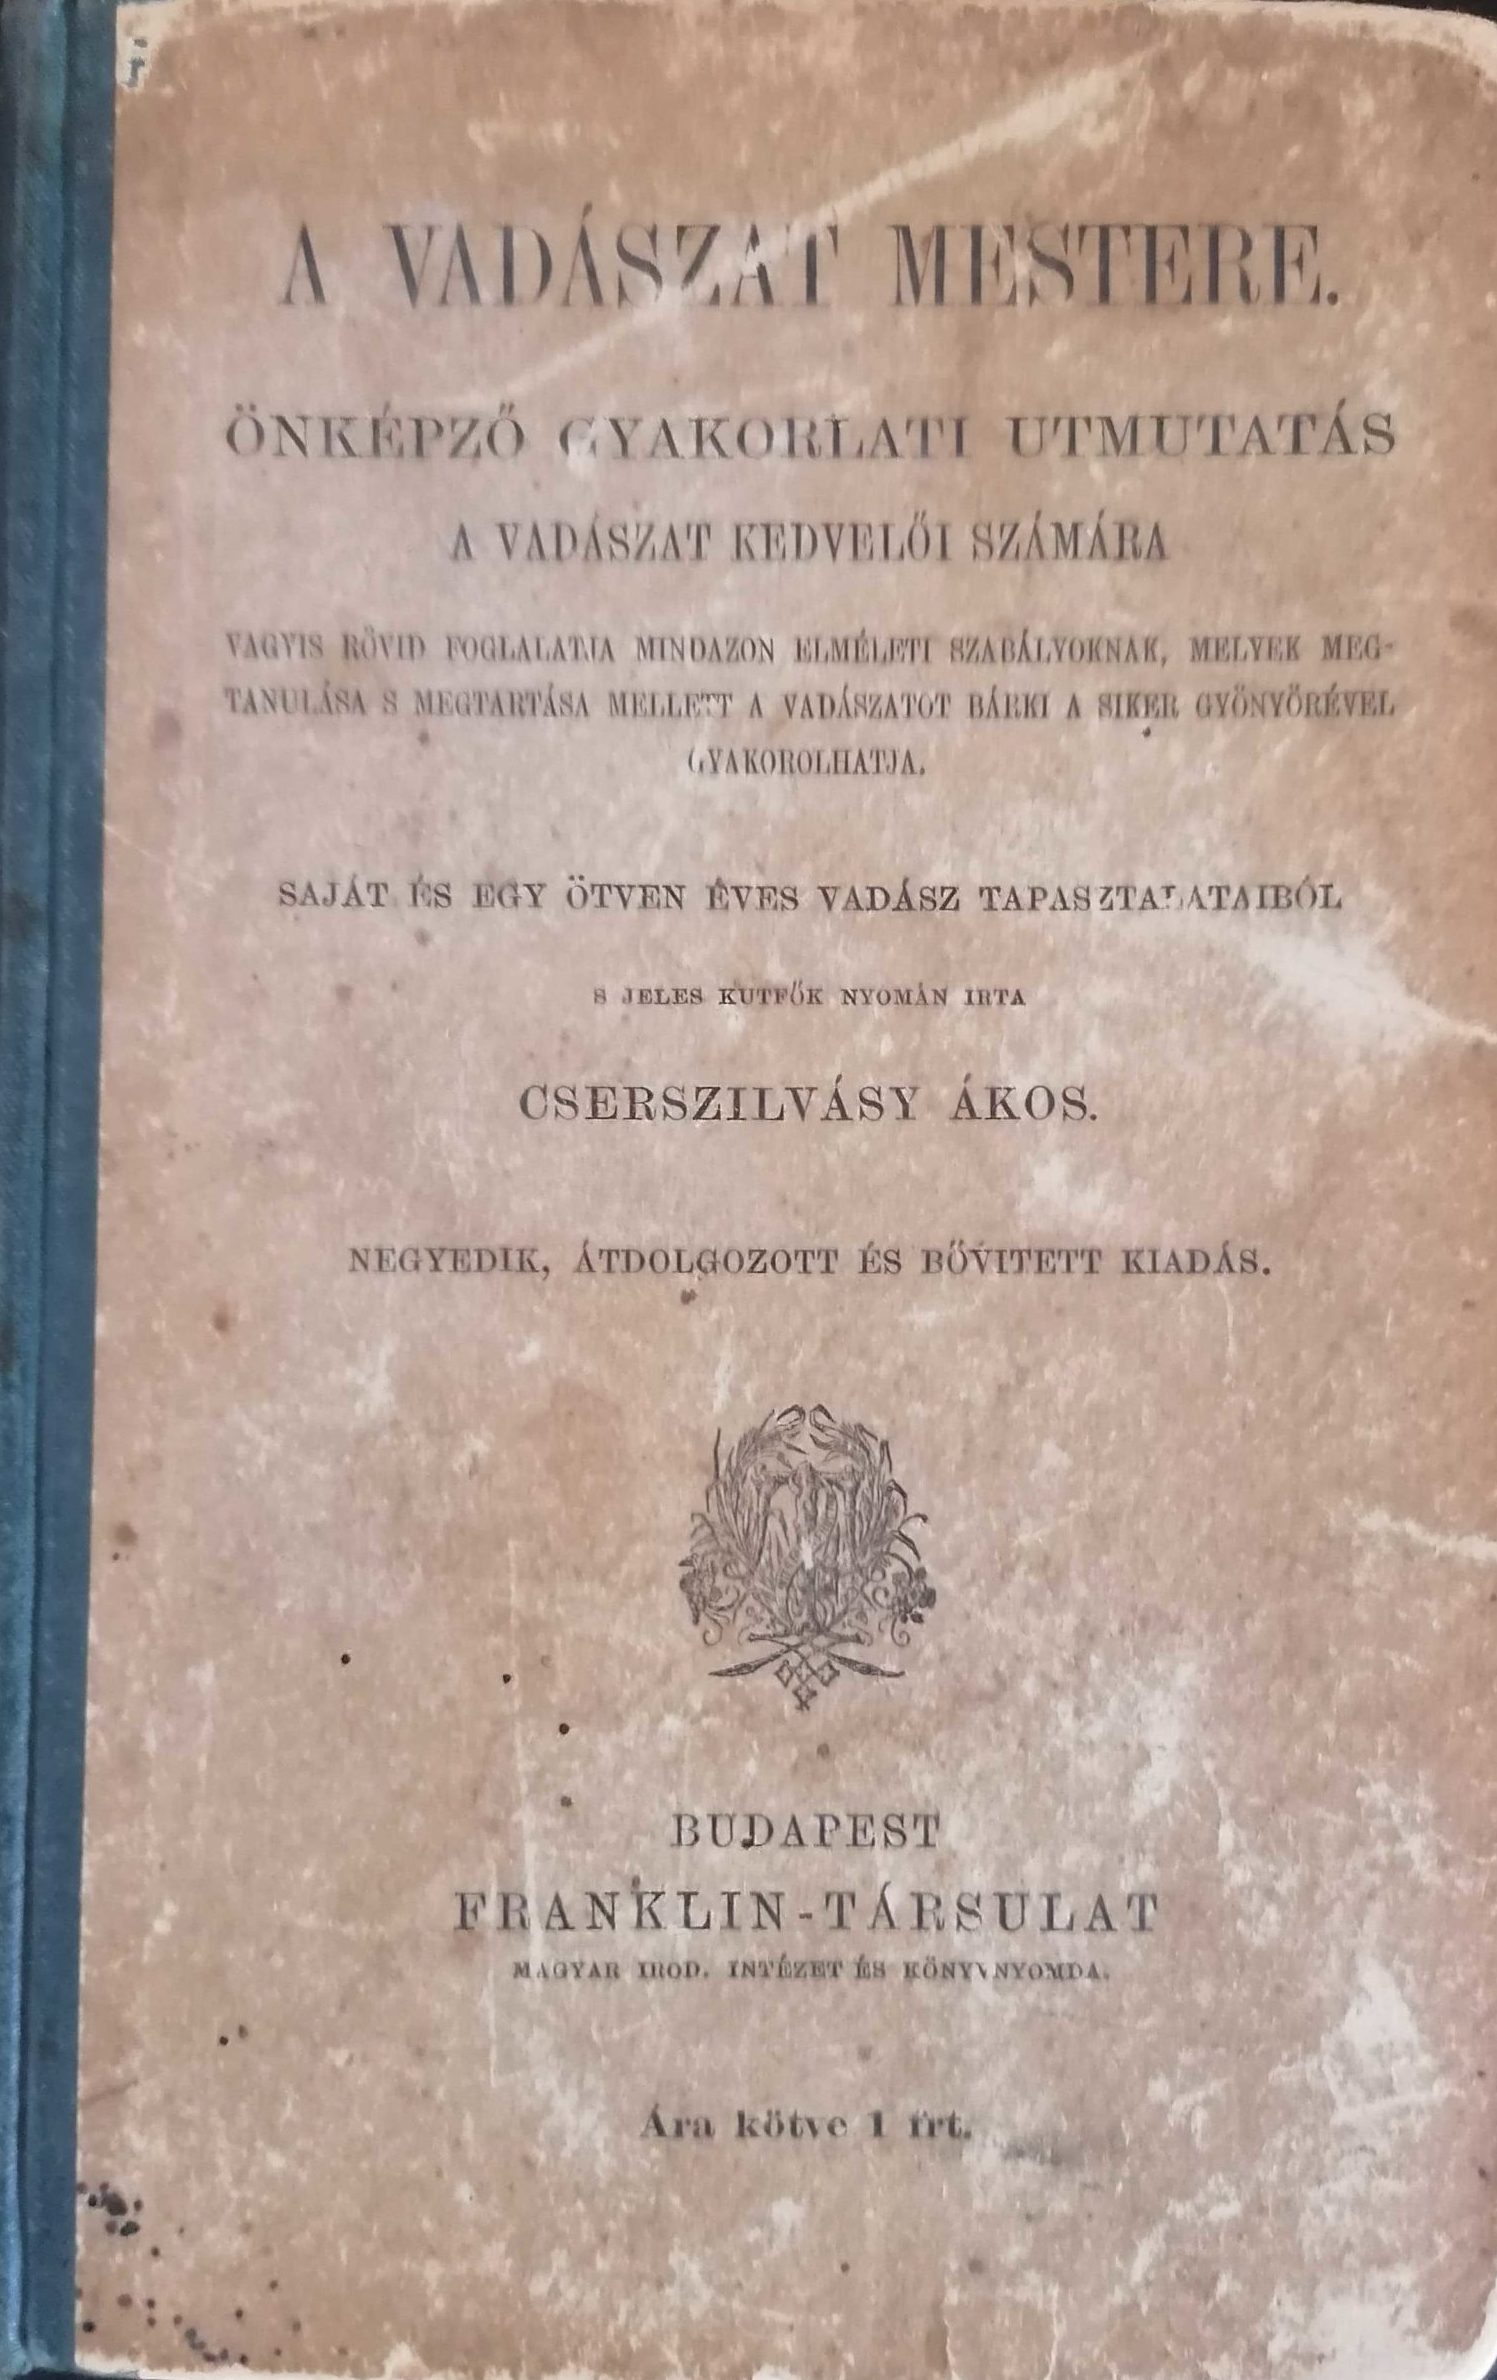 A VADÁSZAT MESTERE.
ÖNKÉPZŐ GYAKORLATI UTMUTATÁS
A VADÁSZAT KEDVELŐI SZÁMÁRA
VAGYIS RÖVID FOGLALATJA MINDAZON ELMÉLETI SZABÁLYOKNAK, MELYEK MEG-
TANULÁSA S MEGTARTÁSA MELLETT A VADÁSZATOT BÁRKI A SIKER GYÖNYÖRÉVEL
GYAKOROLHATJA.
SAJÁT ÉS EGY ÖTVEN ÉVES VADÁSZ TAPASZTALATAIBÓL
S JELES KUTFŐK NYOMÁN IRTA
CSERSZILVÁSY ÁKOS.
NEGYEDIK, ÁTDOLGOZOTT ÉS BŐVITETT KIADÁS.
BUDAPEST
FRANKLIN-TÁRSULAT
MAGYAR IROD. INTÉZET ÉS KÖNYVNYOMDA.
Ára kötve 1 frt.